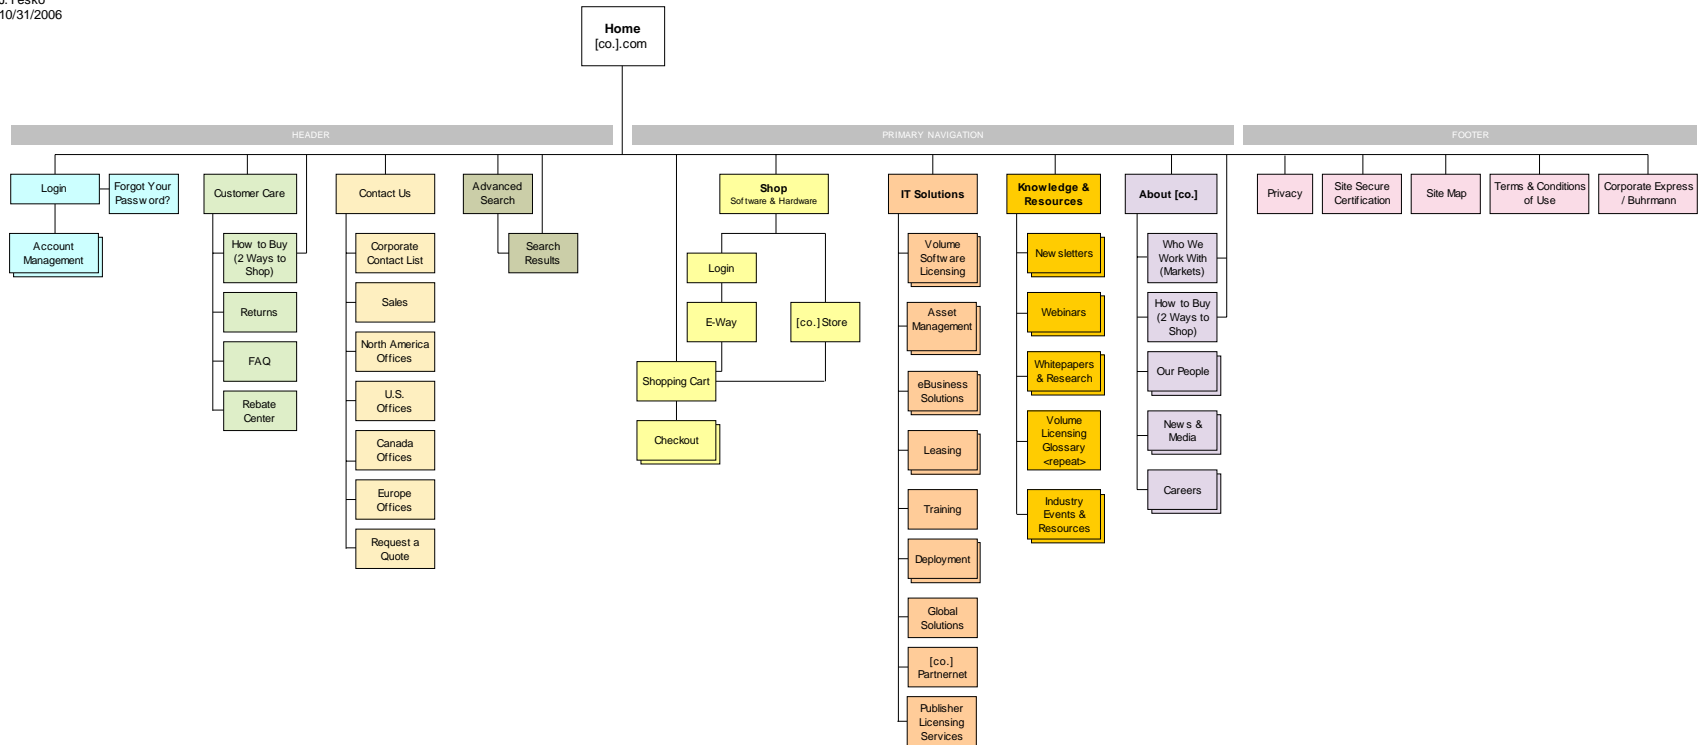 J. Fesko
10/31/2006
Home
[co.].com
HEADER
PRIMARY NAVIGATION
FOOTER
Login
Forgot Your
Password?
Account
Management
Customer Care
How to Buy
(2 Ways to
Shop)
Returns
FAQ
Rebate
Center
Contact Us
Corporate
Contact List
Sales
North America
Offices
U.S.
Offices
Canada
Offices
Europe
Offices
Request a
Quote
Advanced
Search
Search
Results
Shop
Software & Hardware
Login
E-Way
[co.] Store
Shopping Cart
Checkout
IT Solutions
Volume
Software
Licensing
Asset
Management
eBusiness
Solutions
Leasing
Training
Deployment
Global
Solutions
[co.]
Partnernet
Publisher
Licensing
Services
Knowledge &
Resources
Newsletters
Webinars
Whitepapers
& Research
Volume
Licensing
Glossary
<repeat>
Industry
Events &
Resources
About [co.]
Who We
Work With
(Markets)
How to Buy
(2 Ways to
Shop)
Our People
News &
Media
Careers
Privacy
Site Secure
Certification
Site Map
Terms & Conditions
of Use
Corporate Express
/ Buhrmann